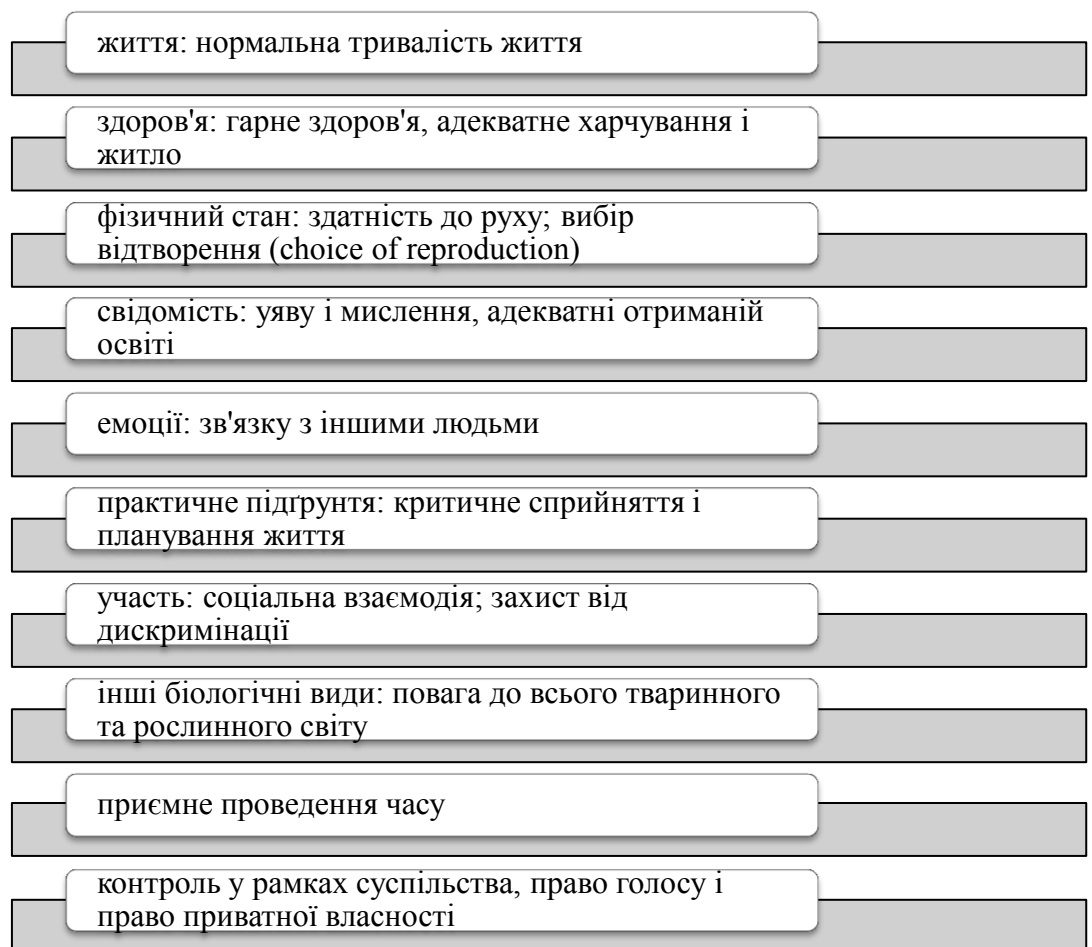 життя: нормальна тривалість життя
здоров'я: гарне здоров'я, адекватне харчування і
житло
фізичний стан: здатність до руху; вибір
відтворення (choice of reproduction)
свідомість: уяву і мислення, адекватні отриманій
освіті
емоції: зв'язку з іншими людьми
практичне підґрунтя: критичне сприйняття і
планування життя
участь: соціальна взаємодія; захист від
дискримінації
інші біологічні види: повага до всього тваринного
та рослинного світу
приємне проведення часу
контроль у рамках суспільства, право голосу і
право приватної власності